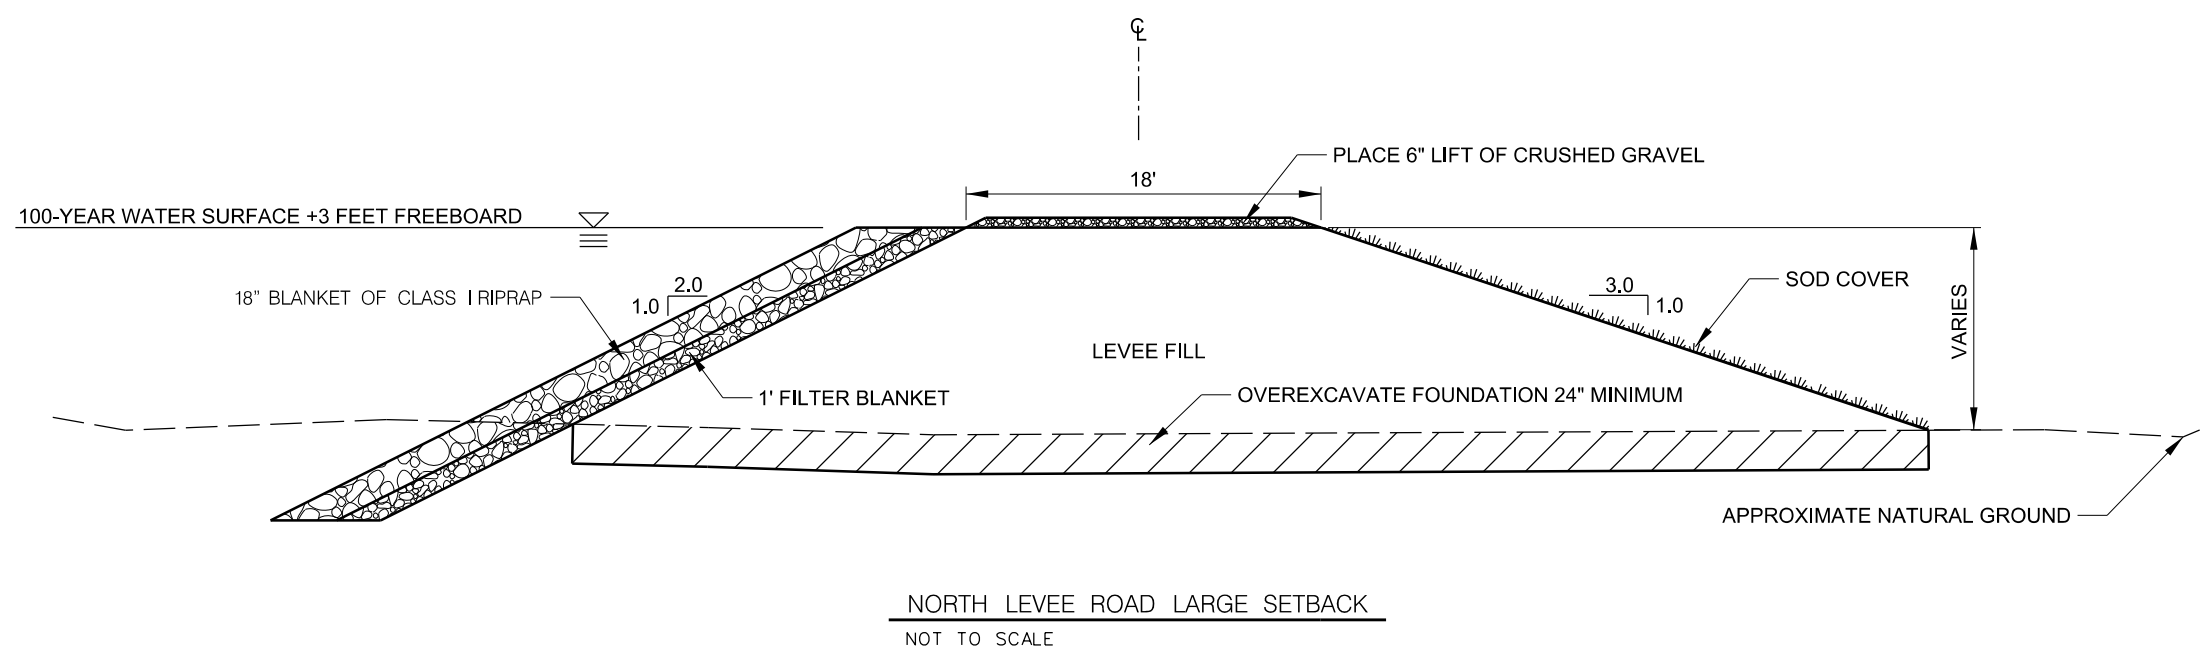 ℄
PLACE 6" LIFT OF CRUSHED GRAVEL
18'
100-YEAR WATER SURFACE +3 FEET FREEBOARD
18" BLANKET OF CLASS I RIPRAP
2.0
1.0
3.0
1.0
SOD COVER
VARIES
LEVEE FILL
1' FILTER BLANKET
OVEREXCAVATE FOUNDATION 24" MINIMUM
APPROXIMATE NATURAL GROUND
NORTH LEVEE ROAD LARGE SETBACK
NOT TO SCALE